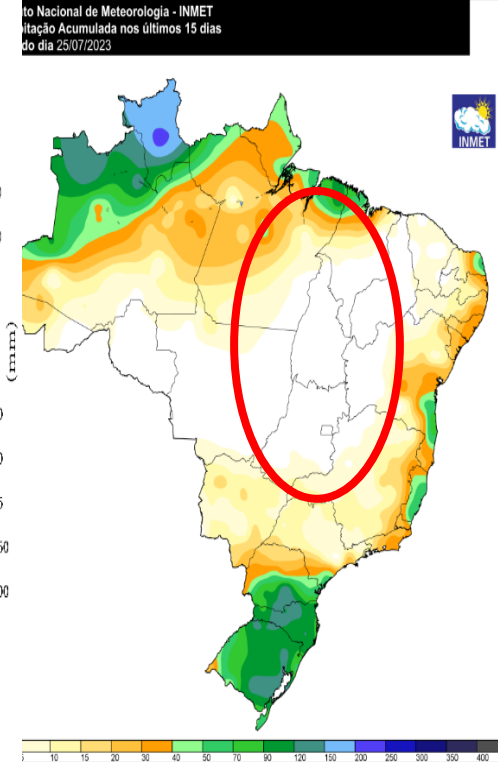 to Nacional de Meteorologia - INMET
itação Acumulada nos últimos 15 dias
do dia 25/07/2023
INMET
(mm)
10 15 20 30 40 50 70 90 120 150 200 250 300 350 400